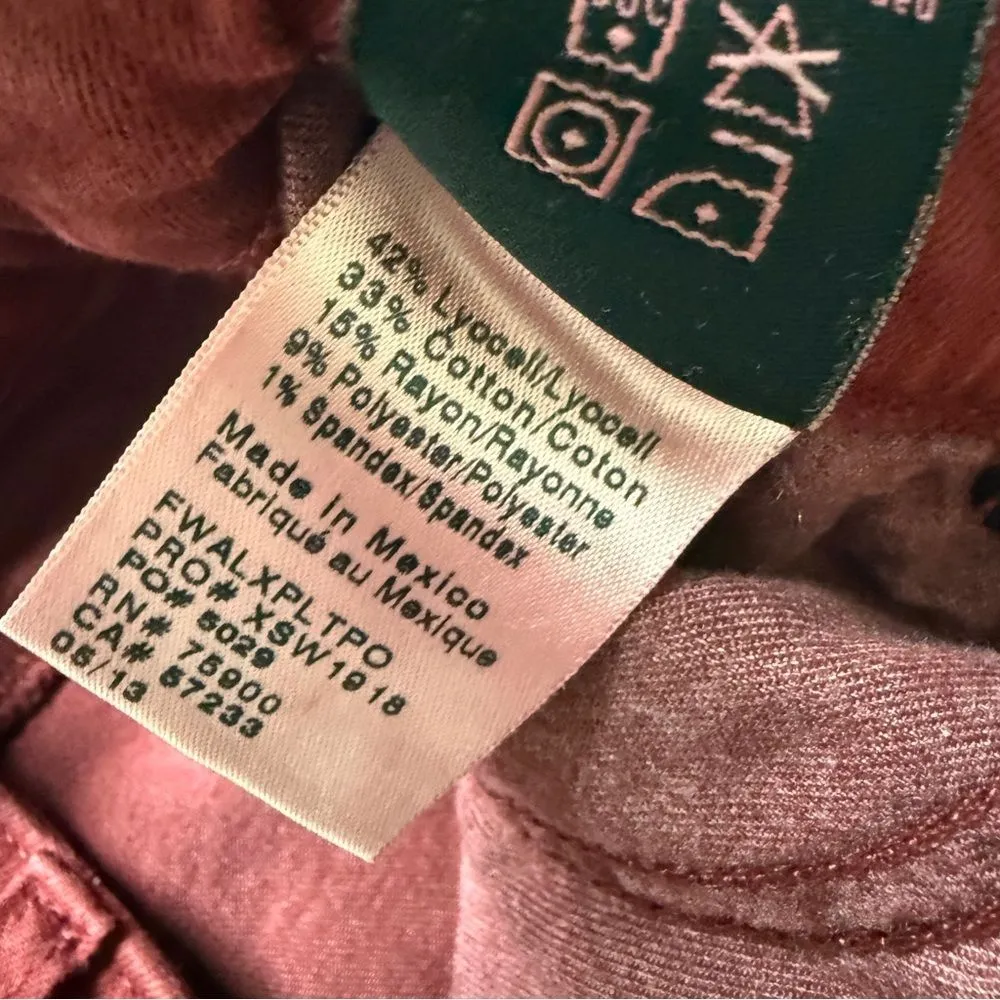 42% Lyocell/Lyocell
33% Cotton/Coton
15% Rayon/Rayonne
9% Polyester/Polyester
1% Spandex/Spandex
Made In Mexico
Fabriqué au Mexique
FWALXPLTPO
PRO# XSW1918
PO# 5029
RN# 75900
CA# 57233
06/13